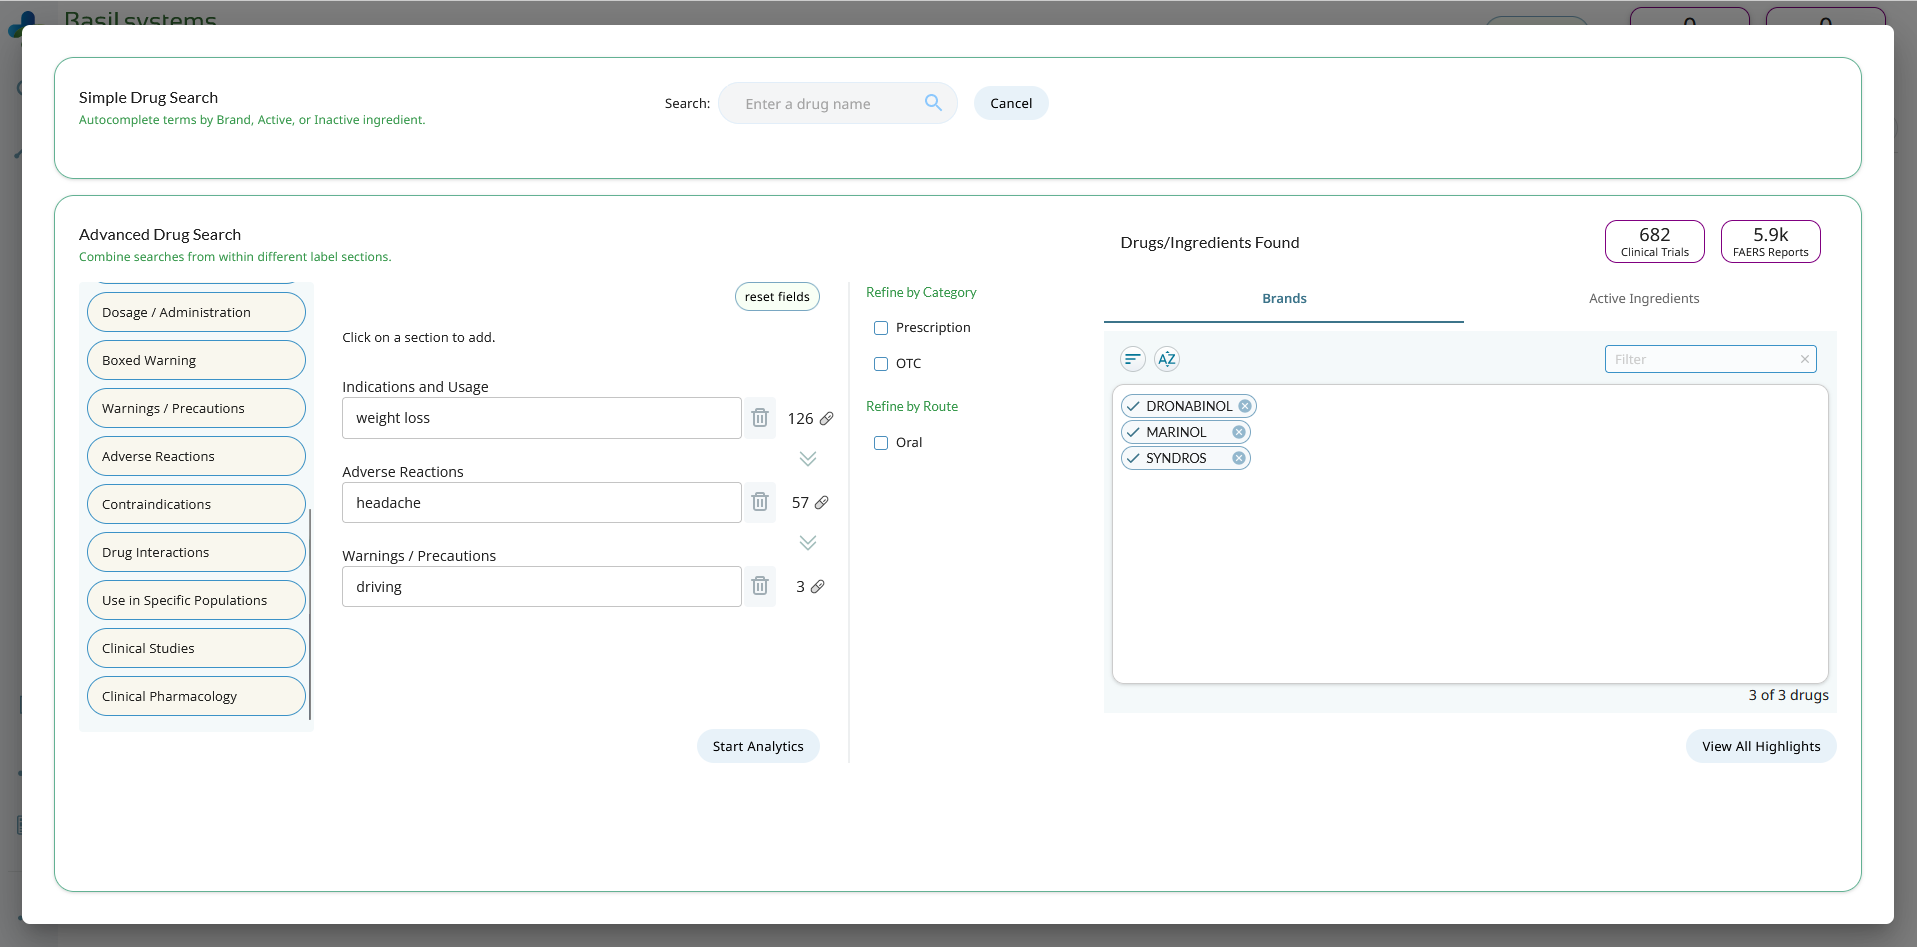 Basil systems
0
0
Simple Drug Search
Autocomplete terms by Brand, Active, or Inactive ingredient.
Search:
Enter a drug name
Cancel
Advanced Drug Search
Combine searches from within different label sections.
Dosage / Administration
Boxed Warning
Warnings / Precautions
Adverse Reactions
Contraindications
Drug Interactions
Use in Specific Populations
Clinical Studies
Clinical Pharmacology
reset fields
Click on a section to add.
Indications and Usage
weight loss
126
Adverse Reactions
headache
57
Warnings / Precautions
driving
3
Start Analytics
Refine by Category
Prescription
OTC
Refine by Route
Oral
Drugs/Ingredients Found
682
Clinical Trials
5.9k
FAERS Reports
Brands
Active Ingredients
AZ
Filter
DRONABINOL
MARINOL
SYNDROS
3 of 3 drugs
View All Highlights